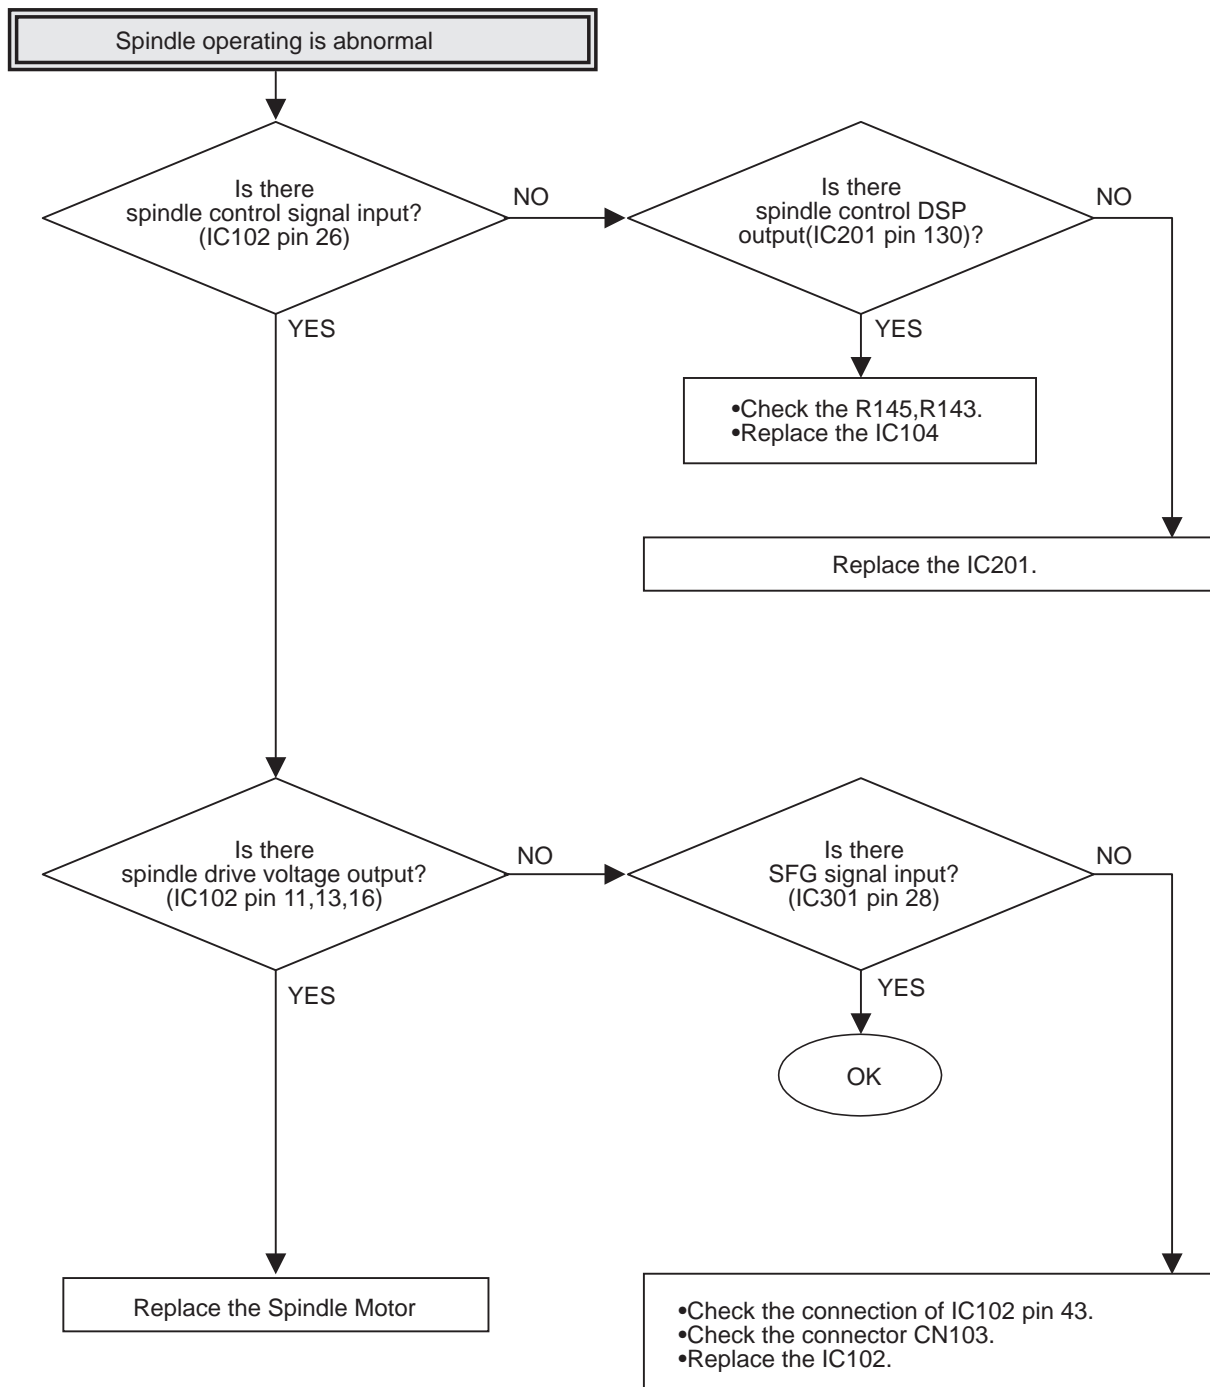 Spindle operating is abnormal
Is there
spindle control signal input?
(IC102 pin 26)
NO
YES
Is there
spindle control DSP
output(IC201 pin 130)?
NO
YES
•Check the R145,R143.
•Replace the IC104
Replace the IC201.
Is there
spindle drive voltage output?
(IC102 pin 11,13,16)
NO
YES
Is there
SFG signal input?
(IC301 pin 28)
NO
YES
OK
Replace the Spindle Motor
•Check the connection of IC102 pin 43.
•Check the connector CN103.
•Replace the IC102.